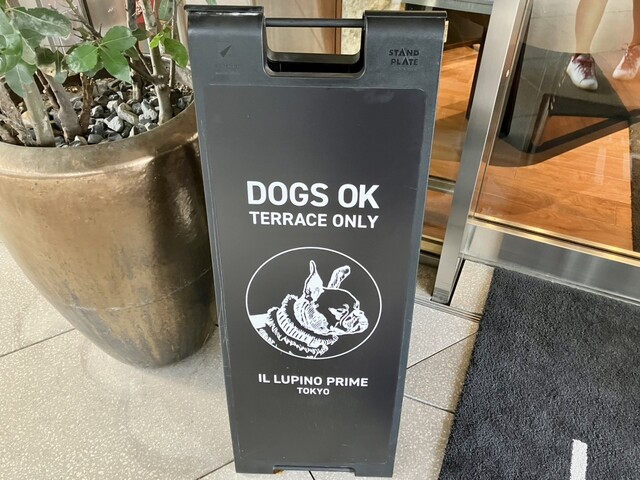 STAND
PLATE
DOGS OK
TERRACE ONLY
IL LUPINO PRIME
TOKYO